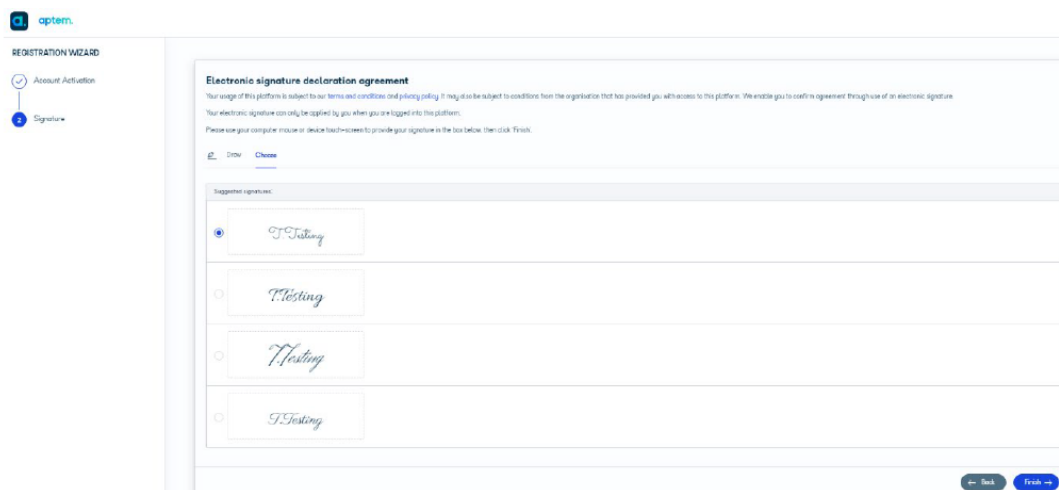 a. aptem.
REGISTRATION WIZARD
Account Activation
2 Signature
Electronic signature declaration agreement
Your usage of this platform is subject to our terms and conditions and privacy policy. It may also be subject to conditions from the organisation that has provided you with access to this platform. We enable you to confirm agreement through use of an electronic signature.
Your electronic signature can only be applied by you when you are logged into this platform.
Please use your computer mouse or device touch-screen to provide your signature in the box below, then click 'Finish'.
Draw Choose
Suggested signatures:
T.Testing
T.Testing
T.Testing
T.Testing
← Back Finish →